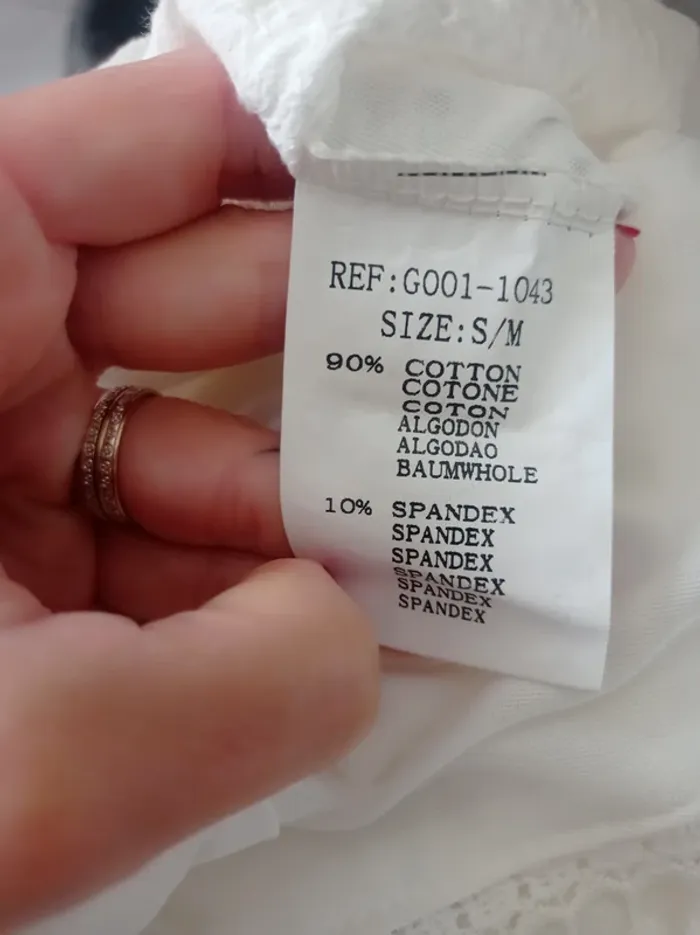 REF:G001-1043
SIZE:S/M
90% COTTON
COTONE
COTON
ALGODON
ALGODAO
BAUMWHOLE
10% SPANDEX
SPANDEX
SPANDEX
SPANDEX
SPANDEX
SPANDEX